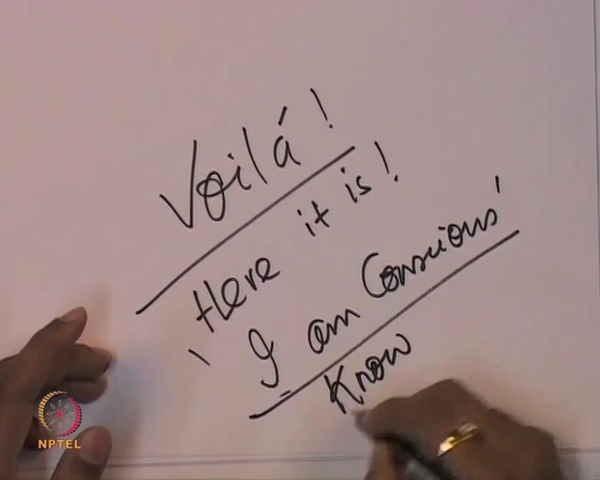 Voilá!
Here it is!
'I am Conscious'
Know
NPTEL